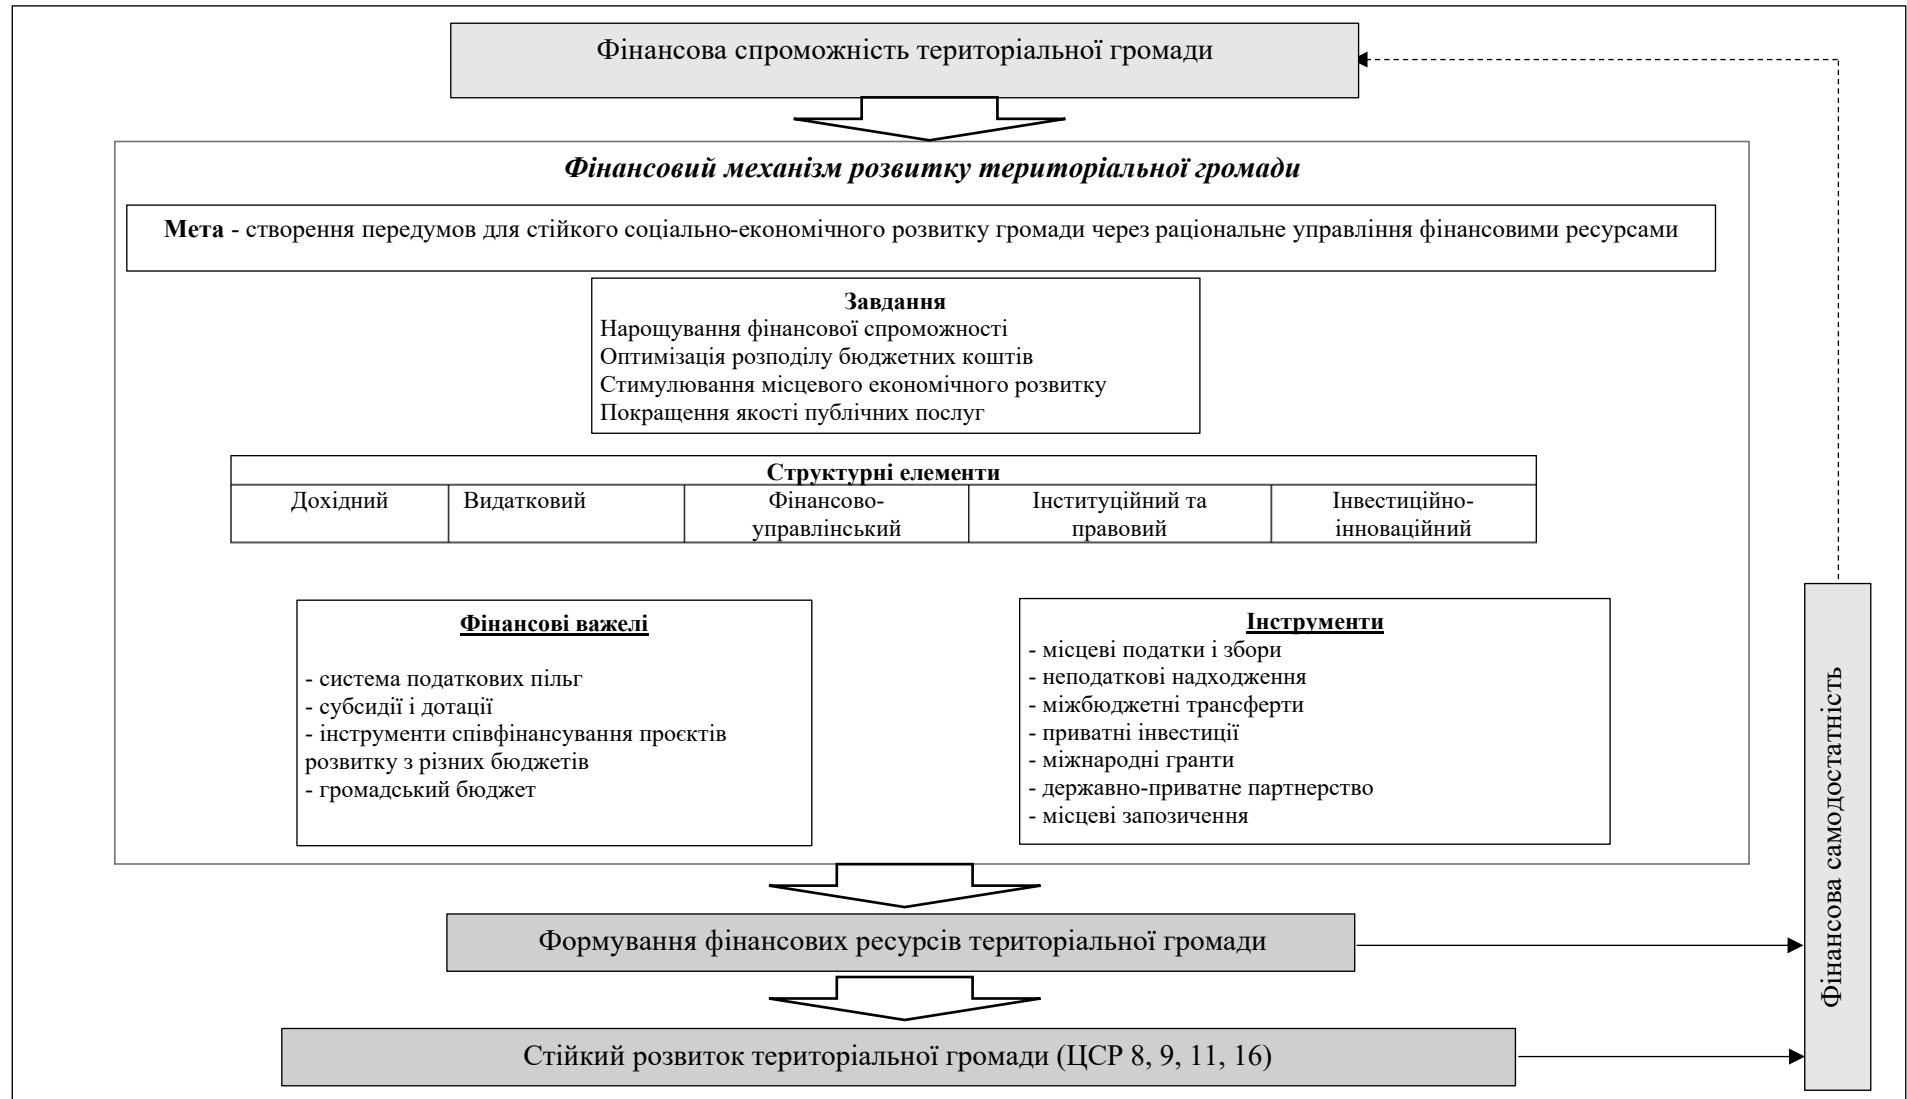 Фінансова спроможність територіальної громади
Фінансовий механізм розвитку територіальної громади
Мета - створення передумов для стійкого соціально-економічного розвитку громади через раціональне управління фінансовими ресурсами
Завдання
Нарощування фінансової спроможності
Оптимізація розподілу бюджетних коштів
Стимулювання місцевого економічного розвитку
Покращення якості публічних послуг
Структурні елементи
Дохідний
Видатковий
Фінансово-
управлінський
Інституційний та
правовий
Інвестиційно-
інноваційний
Фінансові важелі
- система податкових пільг
- субсидії і дотації
- інструменти співфінансування проєктів
розвитку з різних бюджетів
- громадський бюджет
Інструменти
- місцеві податки і збори
- неподаткові надходження
- міжбюджетні трансферти
- приватні інвестиції
- міжнародні гранти
- державно-приватне партнерство
- місцеві запозичення
Формування фінансових ресурсів територіальної громади
Стійкий розвиток територіальної громади (ЦСР 8, 9, 11, 16)
Фінансова самодостатність